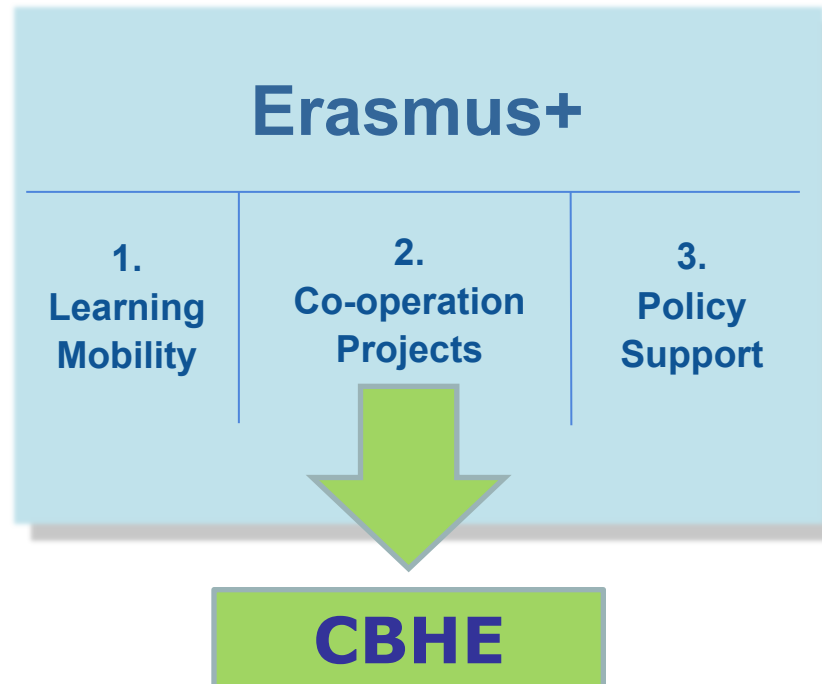 Erasmus+
1.
Learning
Mobility
2.
Co-operation
Projects
3.
Policy
Support
CBHE